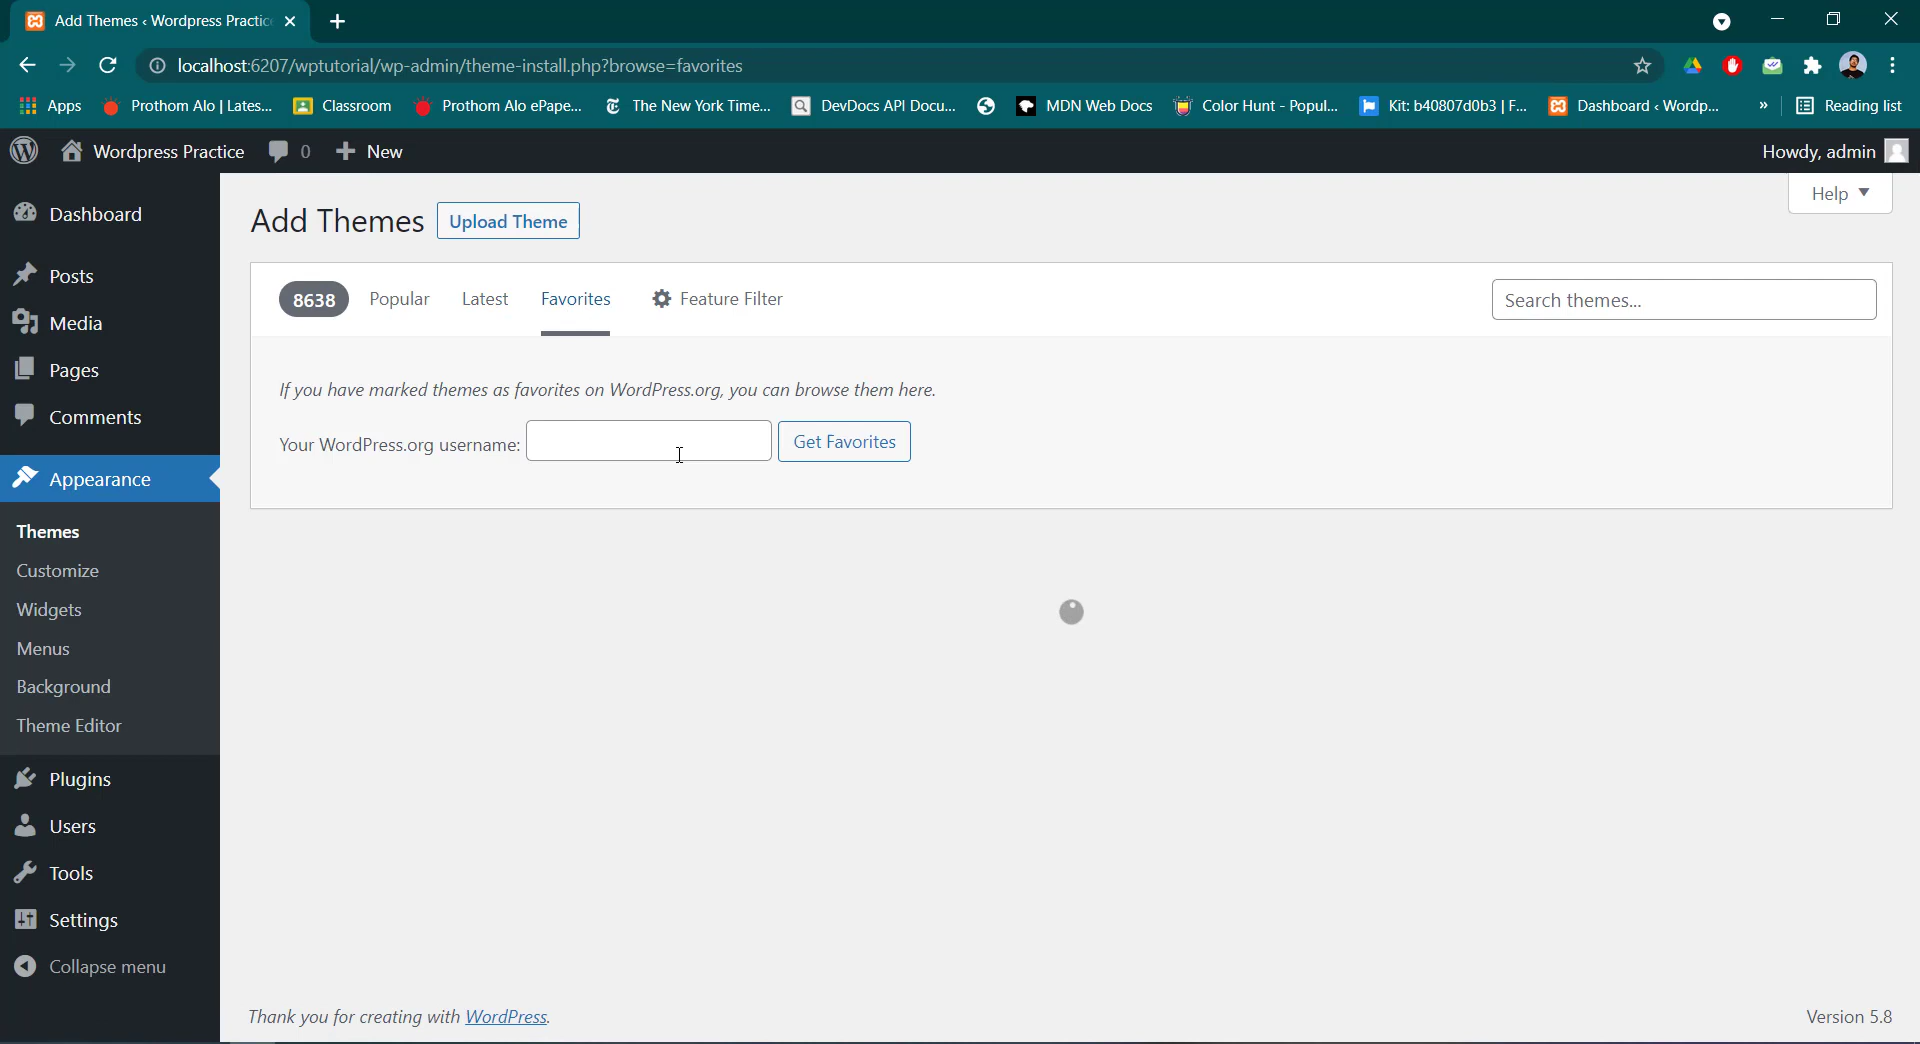 Add Themes ‹ Wordpress Practic
localhost:6207/wptutorial/wp-admin/theme-install.php?browse=favorites
Apps Prothom Alo | Lates... Classroom Prothom Alo ePape... The New York Time... DevDocs API Docu... MDN Web Docs Color Hunt - Popul... Kit: b40807d0b3 | F... Dashboard ‹ Wordp... » Reading list
Wordpress Practice 0 + New Howdy, admin
Help
Dashboard
Posts
Media
Pages
Comments
Appearance
Themes
Customize
Widgets
Menus
Background
Theme Editor
Plugins
Users
Tools
Settings
Collapse menu
Add Themes Upload Theme
8638 Popular Latest Favorites Feature Filter Search themes...
If you have marked themes as favorites on WordPress.org, you can browse them here.
Your WordPress.org username: Get Favorites
Thank you for creating with WordPress. Version 5.8